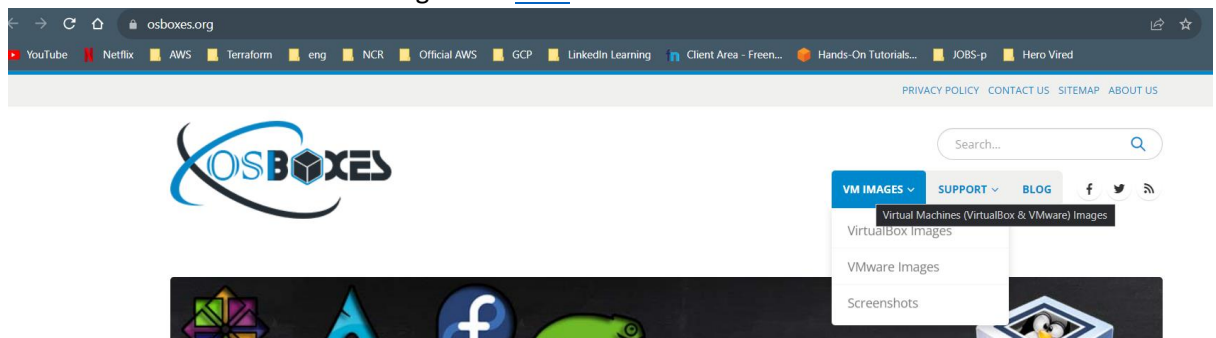 osboxes.org
YouTube Netflix AWS Terraform eng NCR Official AWS GCP LinkedIn Learning Client Area - Freen... Hands-On Tutorials... JOBS-p Hero Vired
PRIVACY POLICY CONTACT US SITEMAP ABOUT US
OSBOXES
Search...
VM IMAGES SUPPORT BLOG
Virtual Machines (VirtualBox & VMware) Images
VirtualBox Images
VMware Images
Screenshots